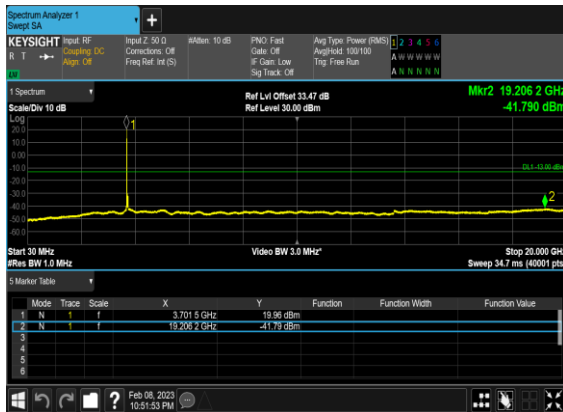 Spectrum Analyzer 1
Swept SA
+
KEYSIGHT Input: RF Input Z: 50 Ω #Atten: 10 dB PNO: Fast Avg Type: Power (RMS) 1 2 3 4 5 6
R T Coupling: DC Corrections: Off Gate: Off Avg|Hold: 100/100 A W W W W W
Align: Off Freq Ref: Int (S) IF Gain: Low Trig: Free Run
Sig Track: Off A N N N N N
1 Spectrum Ref Lvl Offset 33.47 dB Mkr2 19.206 2 GHz
Scale/Div 10 dB Ref Level 30.00 dBm -41.790 dBm
Log
1
20.0
10.0
0.00
-10.0
DL1 -13.00 dBm
-20.0
-30.0
2
-40.0
-50.0
-60.0
Start 30 MHz Video BW 3.0 MHz* Stop 20.000 GHz
#Res BW 1.0 MHz Sweep 34.7 ms (40001 pts)
5 Marker Table
Mode Trace Scale X Y Function Function Width Function Value
1 N 1 f 3.701 5 GHz 19.96 dBm
2 N 1 f 19.206 2 GHz -41.79 dBm
3
4
5
6
? Feb 08, 2023
10:51:53 PM